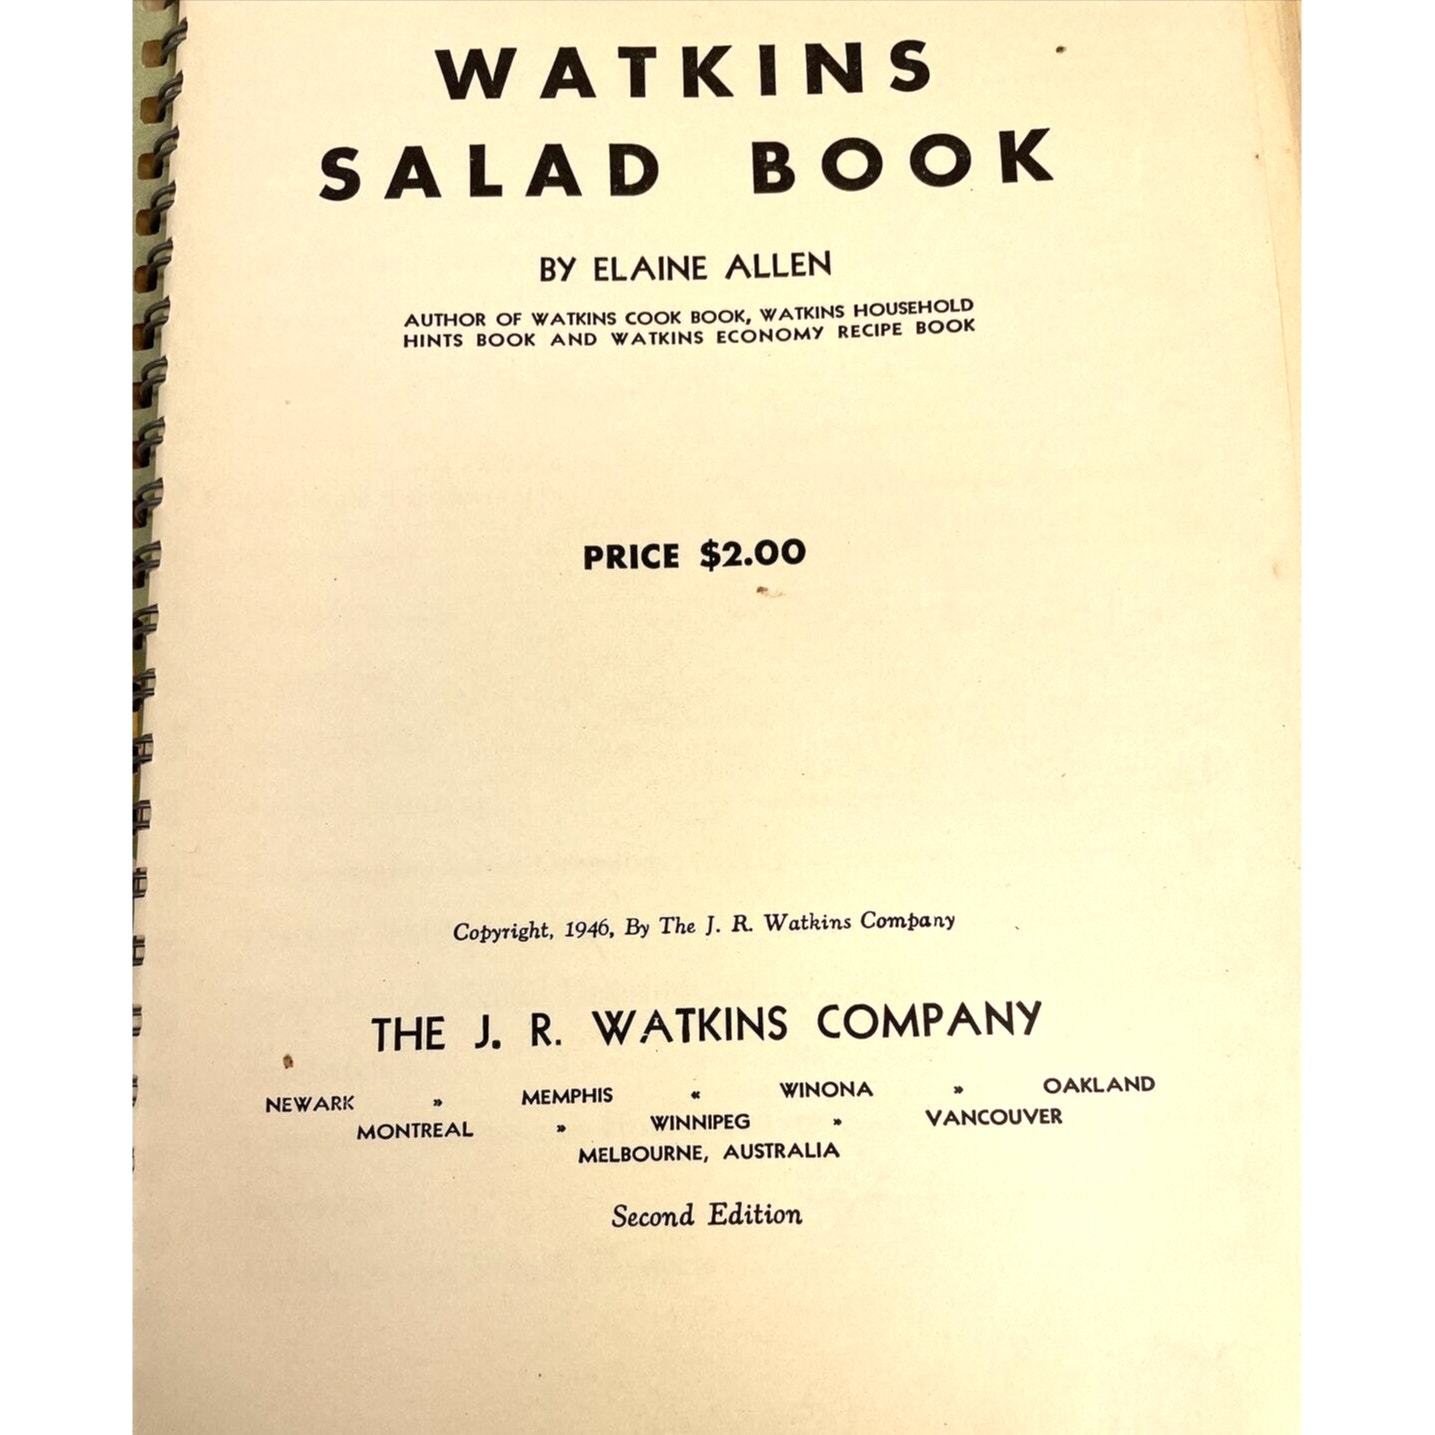 WATKINS
SALAD BOOK
BY ELAINE ALLEN
AUTHOR OF WATKINS COOK BOOK, WATKINS HOUSEHOLD
HINTS BOOK AND WATKINS ECONOMY RECIPE BOOK
PRICE $2.00
Copyright, 1946, By The J. R. Watkins Company
THE J. R. WATKINS COMPANY
NEWARK » MEMPHIS « WINONA » OAKLAND
MONTREAL » WINNIPEG » VANCOUVER
MELBOURNE, AUSTRALIA
Second Edition